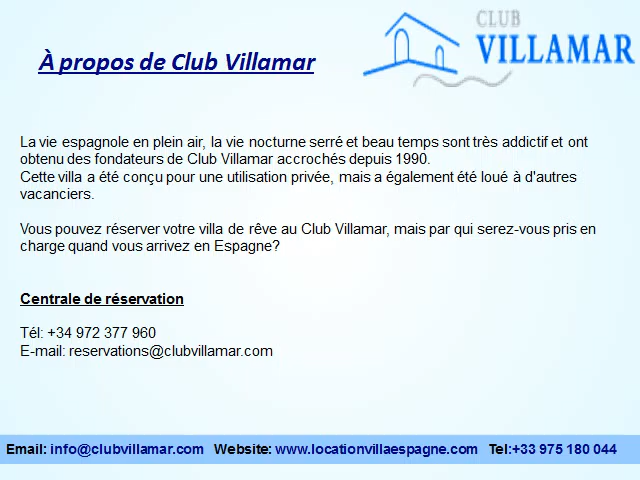 CLUB
VILLAMAR
À propos de Club Villamar
La vie espagnole en plein air, la vie nocturne serré et beau temps sont très addictif et ont
obtenu des fondateurs de Club Villamar accrochés depuis 1990.
Cette villa a été conçu pour une utilisation privée, mais a également été loué à d'autres
vacanciers.
Vous pouvez réserver votre villa de rêve au Club Villamar, mais par qui serez-vous pris en
charge quand vous arrivez en Espagne?
Centrale de réservation
Tél: +34 972 377 960
E-mail: reservations@clubvillamar.com
Email: info@clubvillamar.com Website: www.locationvillaespagne.com Tel:+33 975 180 044